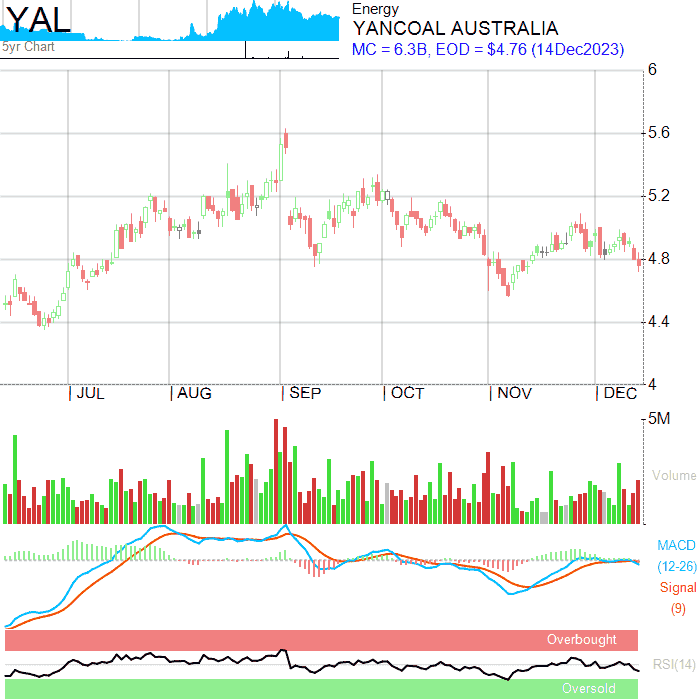 YAL
5yr Chart
Energy
YANCOAL AUSTRALIA
MC = 6.3B, EOD = $4.76 (14Dec2023)
6
5.6
5.2
4.8
4.4
4
JUL AUG SEP OCT NOV DEC
5M
Volume
MACD
(12-26)
Signal
(9)
Overbought
RSI(14)
Oversold